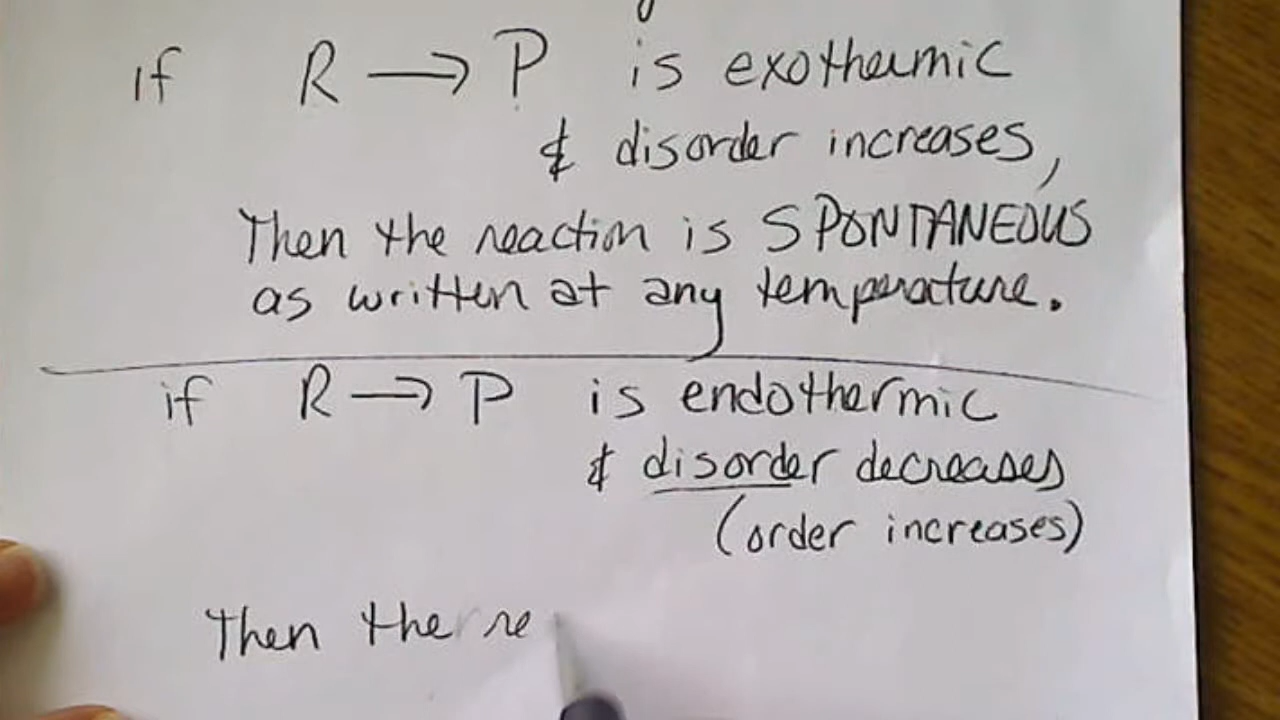 if R → P is exothermic
& disorder increases,
Then the reaction is SPONTANEOUS
as written at any temperature.
if R → P is endothermic
& disorder decreases
(order increases)
Then the re